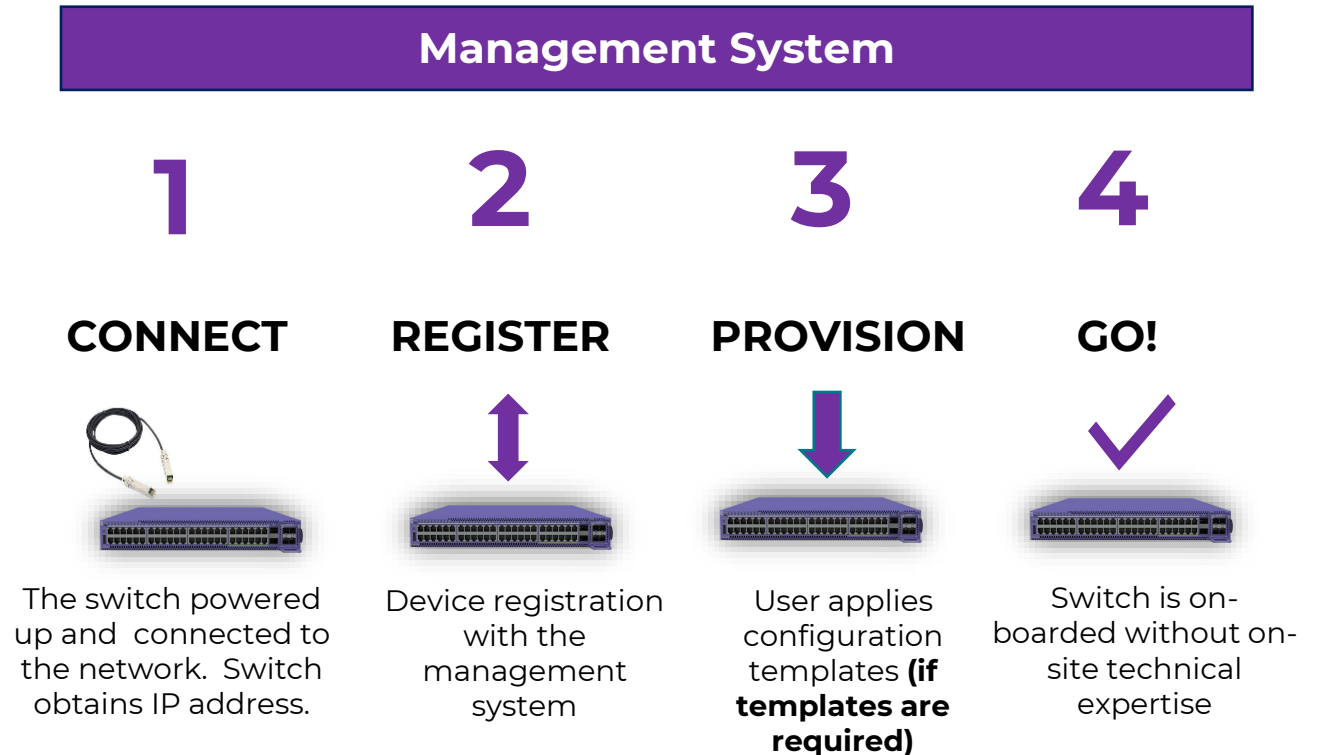 Management System
1
2
3
4
CONNECT
REGISTER
PROVISION
GO!
The switch powered
up and connected to
the network. Switch
obtains IP address.
Device registration
with the
management
system
User applies
configuration
templates (if
templates are
required)
Switch is on-
boarded without on-
site technical
expertise